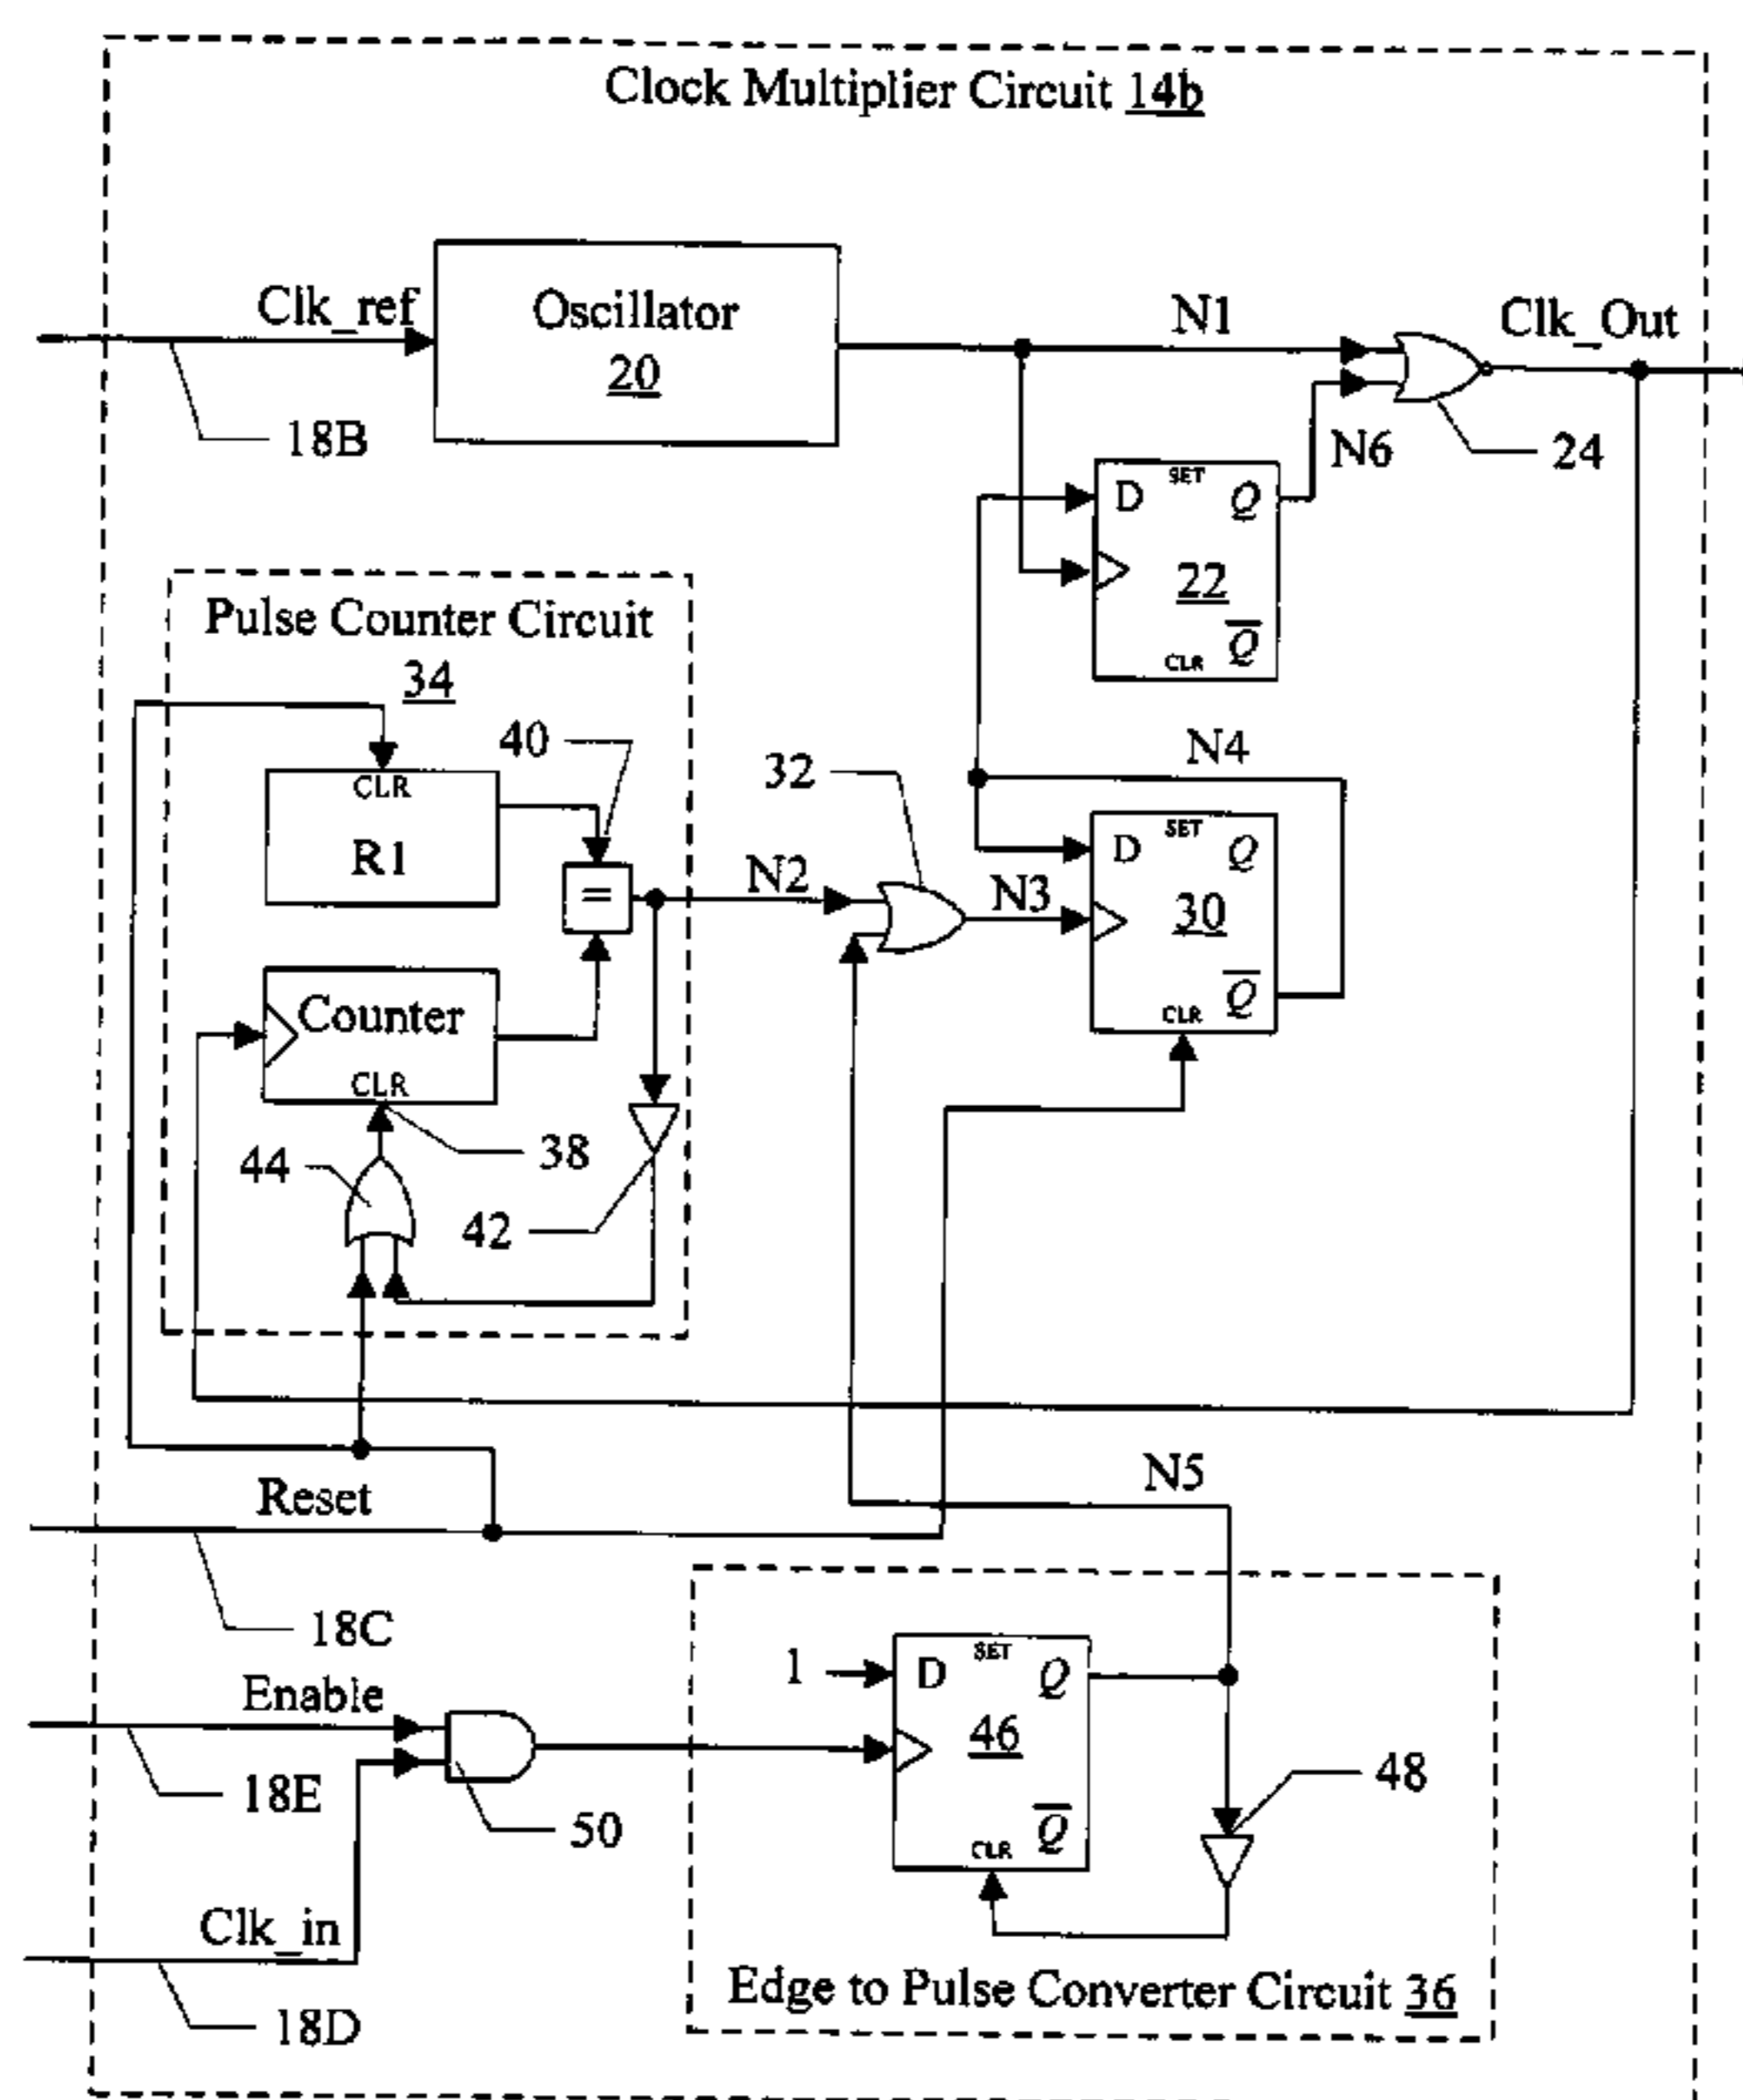 Clock Multiplier Circuit 14b
Clk_ref
Oscillator
20
N1
Clk_Out
18B
N6
24
D
SET
Q
22
Q̅
CLR
Pulse Counter Circuit
34
40
CLR
R1
=
N2
32
N3
N4
D
SET
Q
30
Q̅
CLR
Counter
CLR
38
44
42
Reset
18C
N5
Enable
18E
50
Clk_in
18D
1
D
SET
Q
46
Q̅
CLR
48
Edge to Pulse Converter Circuit 36